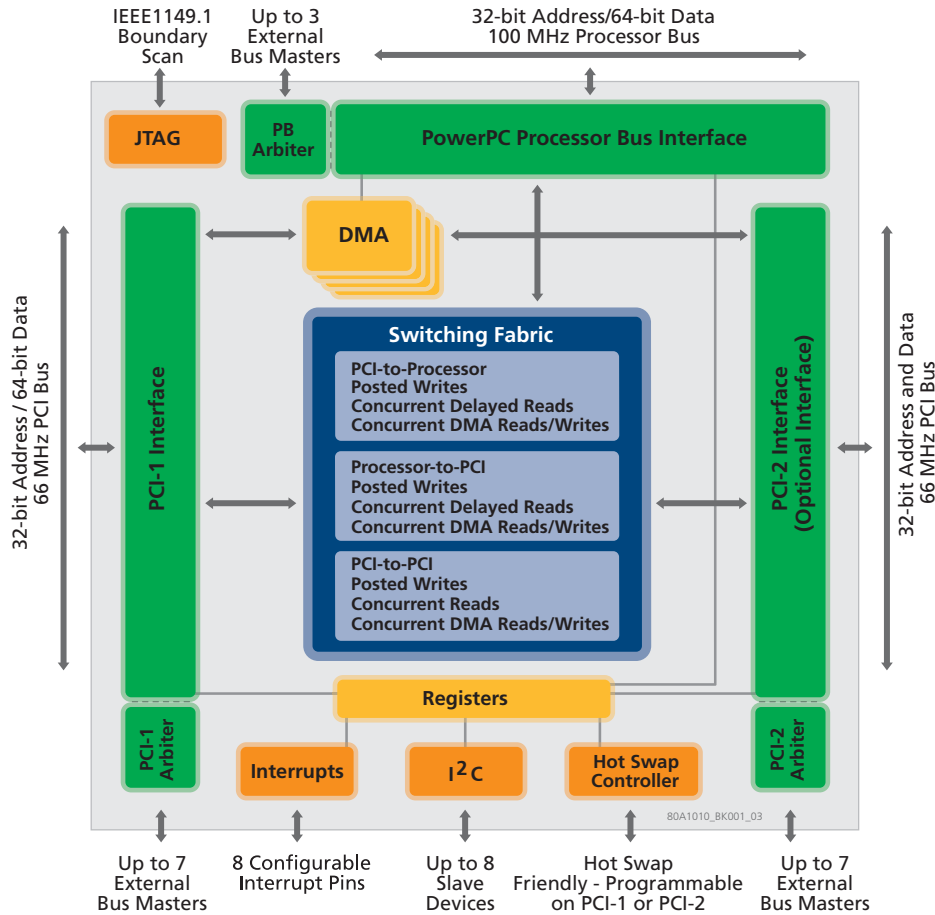 IEEE1149.1
Boundary
Scan
Up to 3
External
Bus Masters
32-bit Address/64-bit Data
100 MHz Processor Bus
JTAG
PB
Arbiter
PowerPC Processor Bus Interface
DMA
32-bit Address / 64-bit Data
66 MHz PCI Bus
PCI-1 Interface
Switching Fabric
PCI-to-Processor
Posted Writes
Concurrent Delayed Reads
Concurrent DMA Reads/Writes
Processor-to-PCI
Posted Writes
Concurrent Delayed Reads
Concurrent DMA Reads/Writes
PCI-to-PCI
Posted Writes
Concurrent Reads
Concurrent DMA Reads/Writes
PCI-2 Interface
(Optional Interface)
32-bit Address and Data
66 MHz PCI Bus
Registers
PCI-1
Arbiter
Interrupts
I²C
Hot Swap
Controller
PCI-2
Arbiter
80A1010_BK001_03
Up to 7
External
Bus Masters
8 Configurable
Interrupt Pins
Up to 8
Slave
Devices
Hot Swap
Friendly - Programmable
on PCI-1 or PCI-2
Up to 7
External
Bus Masters